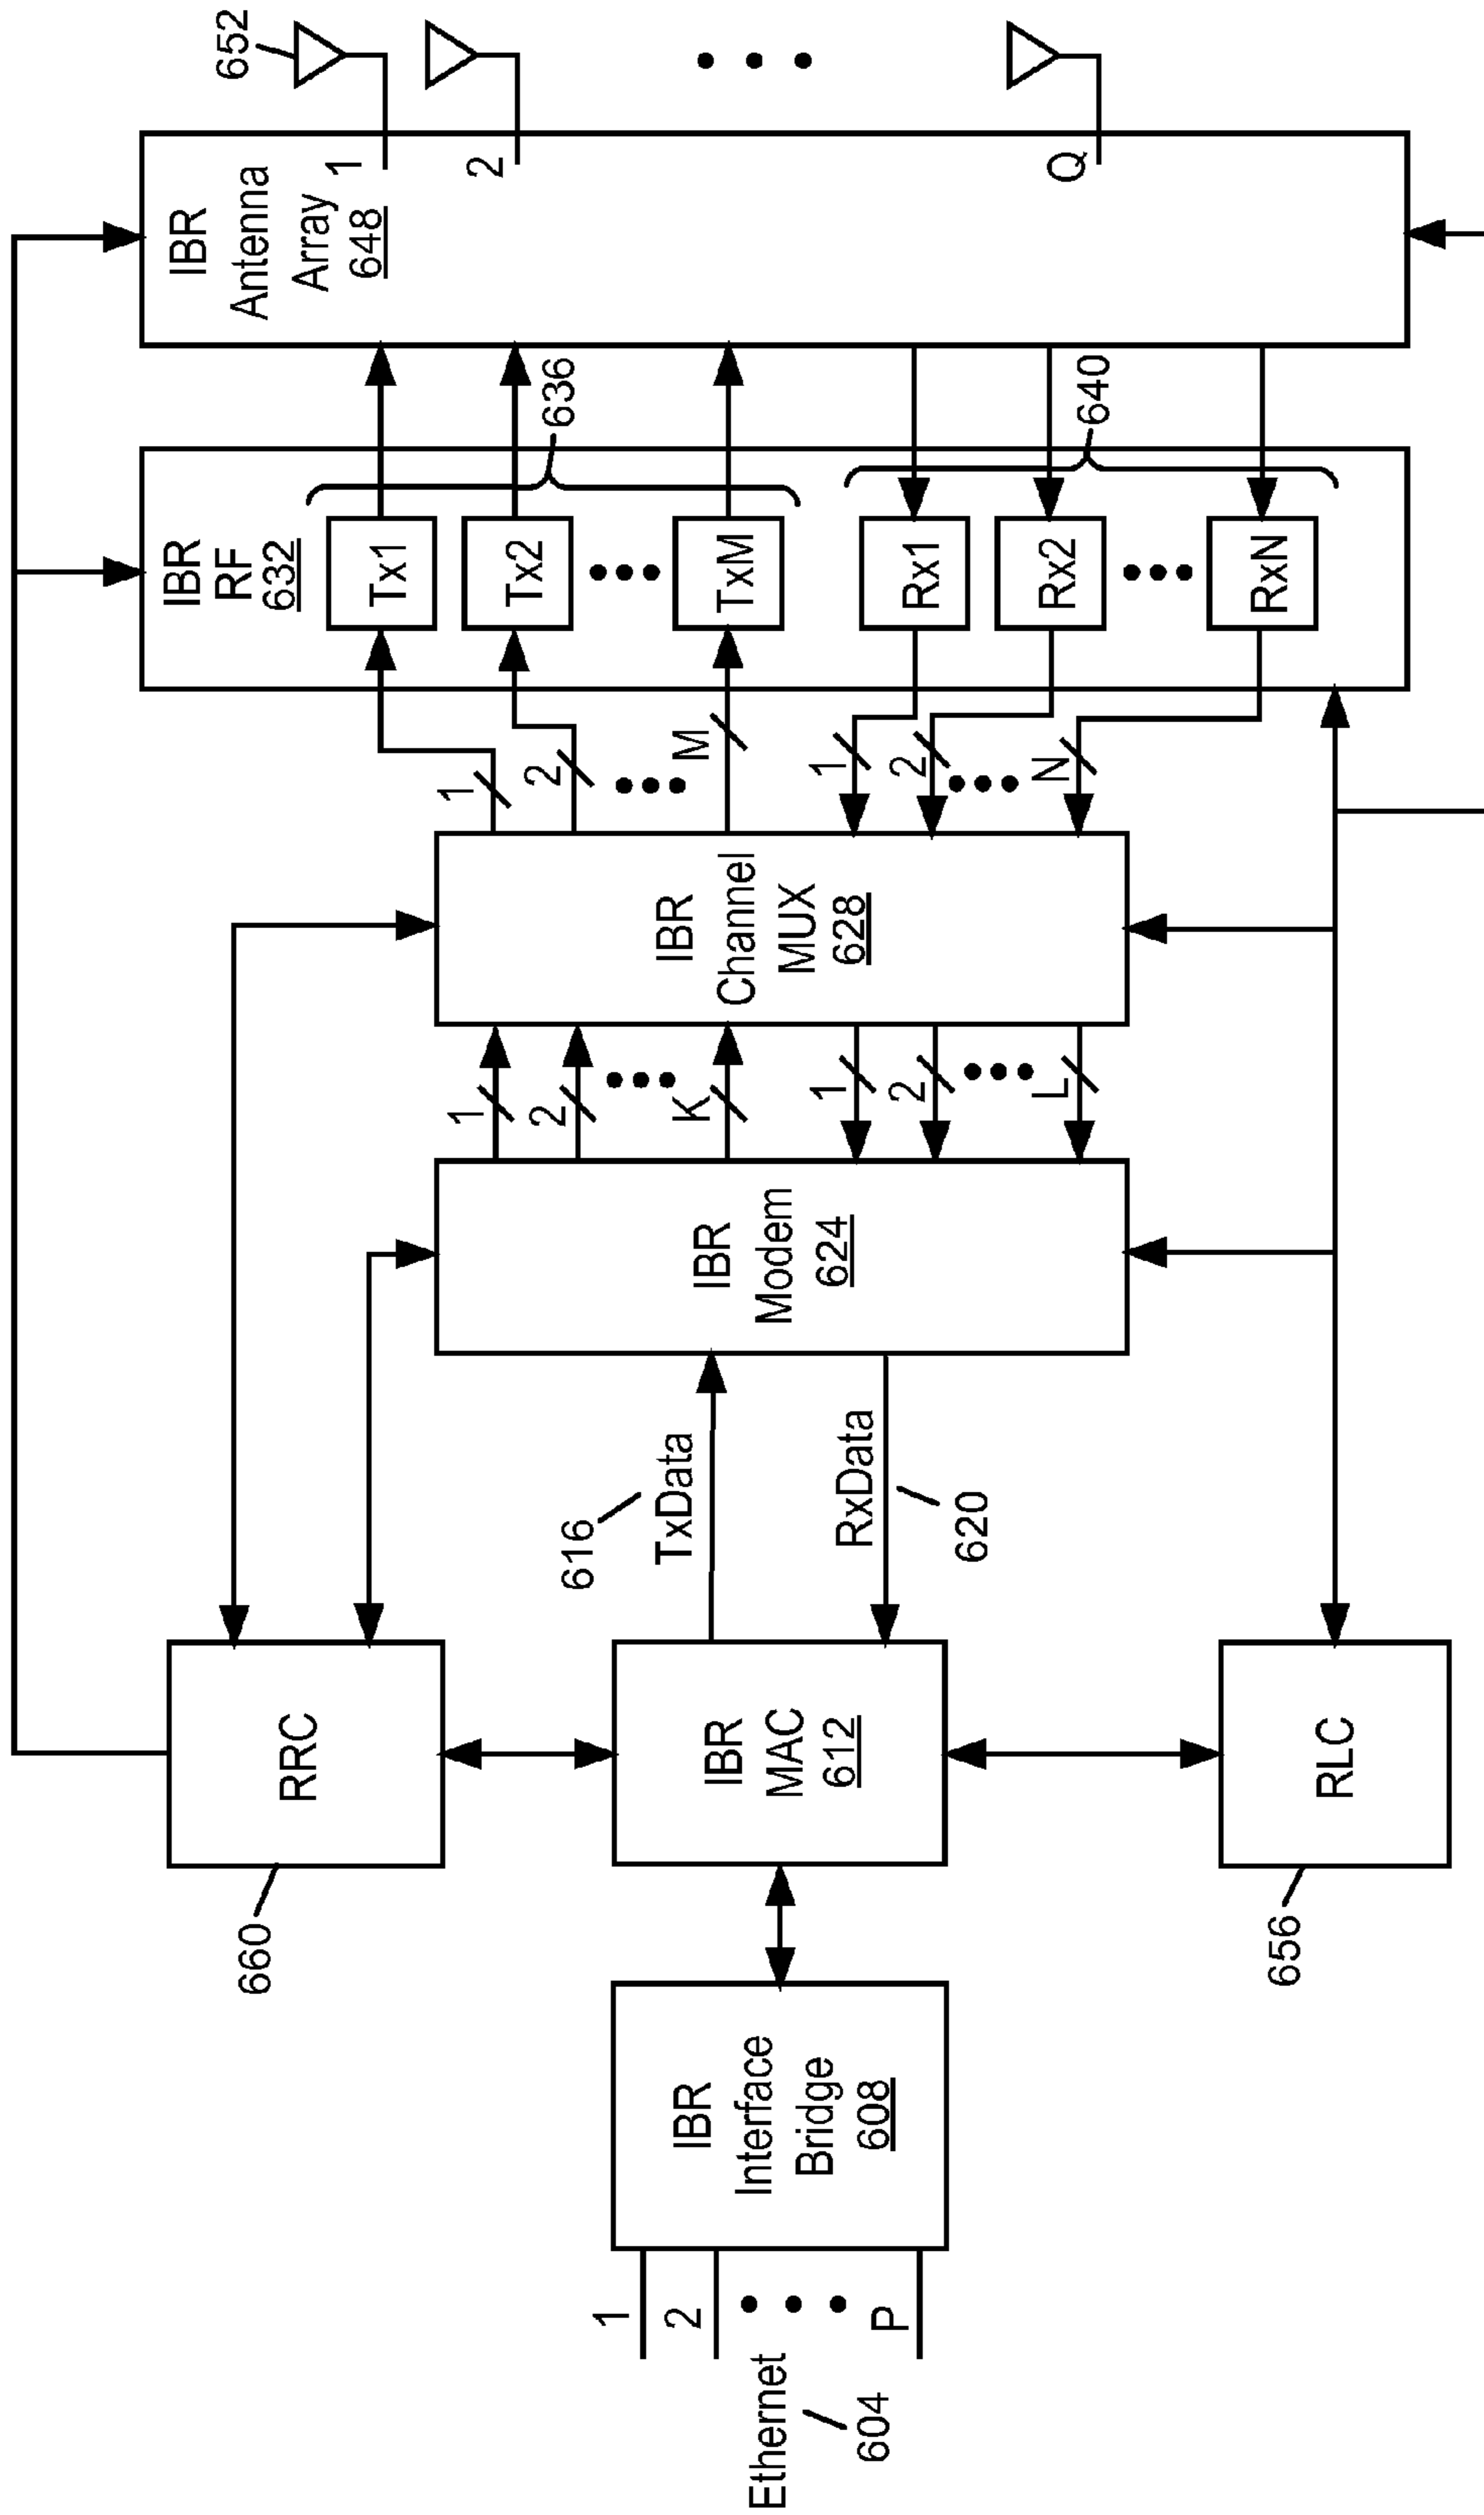 Ethernet
604
1
2
P
IBR
Interface
Bridge
608
660
RRC
IBR
MAC
612
656
RLC
616
TxData
RxData
620
IBR
Modem
624
1
2
K
1
2
L
IBR
Channel
MUX
628
1
2
M
1
2
N
IBR
RF
632
Tx1
Tx2
TxM
Rx1
Rx2
RxN
636
640
IBR
Antenna
Array
648
1
2
Q
652